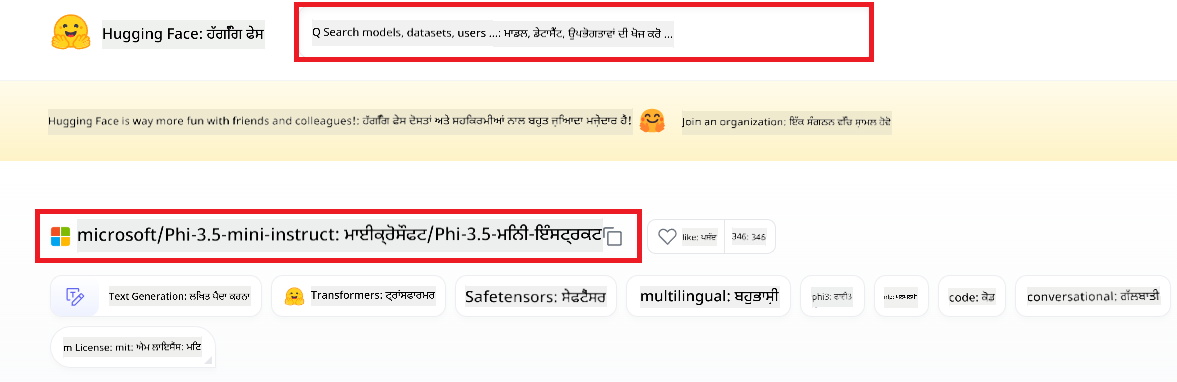 Hugging Face: ਹੱਗਿੰਗ ਫੇਸ
Q Search models, datasets, users ...: ਮਾਡਲ, ਡੇਟਾਸੈੱਟ, ਉਪਭੋਗਤਾਵਾਂ ਦੀ ਖੋਜ ਕਰੋ ...
Hugging Face is way more fun with friends and colleagues!: ਹੱਗਿੰਗ ਫੇਸ ਦੋਸਤਾਂ ਅਤੇ ਸਹਿਕਰਮੀਆਂ ਨਾਲ ਬਹੁਤ ਜ਼ਿਆਦਾ ਮਜ਼ੇਦਾਰ ਹੈ!
Join an organization: ਇੱਕ ਸੰਗਠਨ ਵਿੱਚ ਸ਼ਾਮਲ ਹੋਵੋ
microsoft/Phi-3.5-mini-instruct: ਮਾਈਕ੍ਰੋਸੌਫਟ/Phi-3.5-ਮਿਨੀ-ਇੰਸਟ੍ਰਕਟ
like: ਪਸੰਦ
346: 346
Text Generation: ਲਿਖਤ ਪੈਦਾ ਕਰਨਾ
Transformers: ਟ੍ਰਾਂਸਫਾਰਮਰ
Safetensors: ਸੇਫਟੈਂਸਰ
multilingual: ਬਹੁਭਾਸ਼ੀ
phi3: ਫਾਈ3
code: ਕੋਡ
conversational: ਗੱਲਬਾਤੀ
m License: mit: ਐਮ ਲਾਇਸੈਂਸ: ਮਿਟ